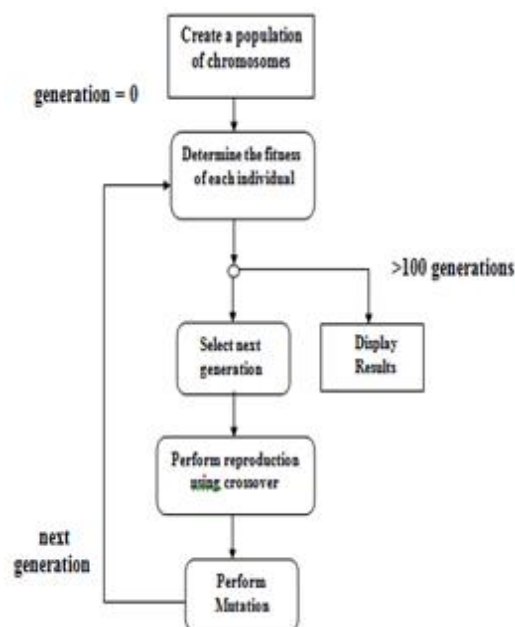 Create a population
of chromosomes
generation = 0
Determine the fitness
of each individual
>100 generations
Select next
generation
Display
Results
Perform reproduction
using crossover
next
generation
Perform
Mutation